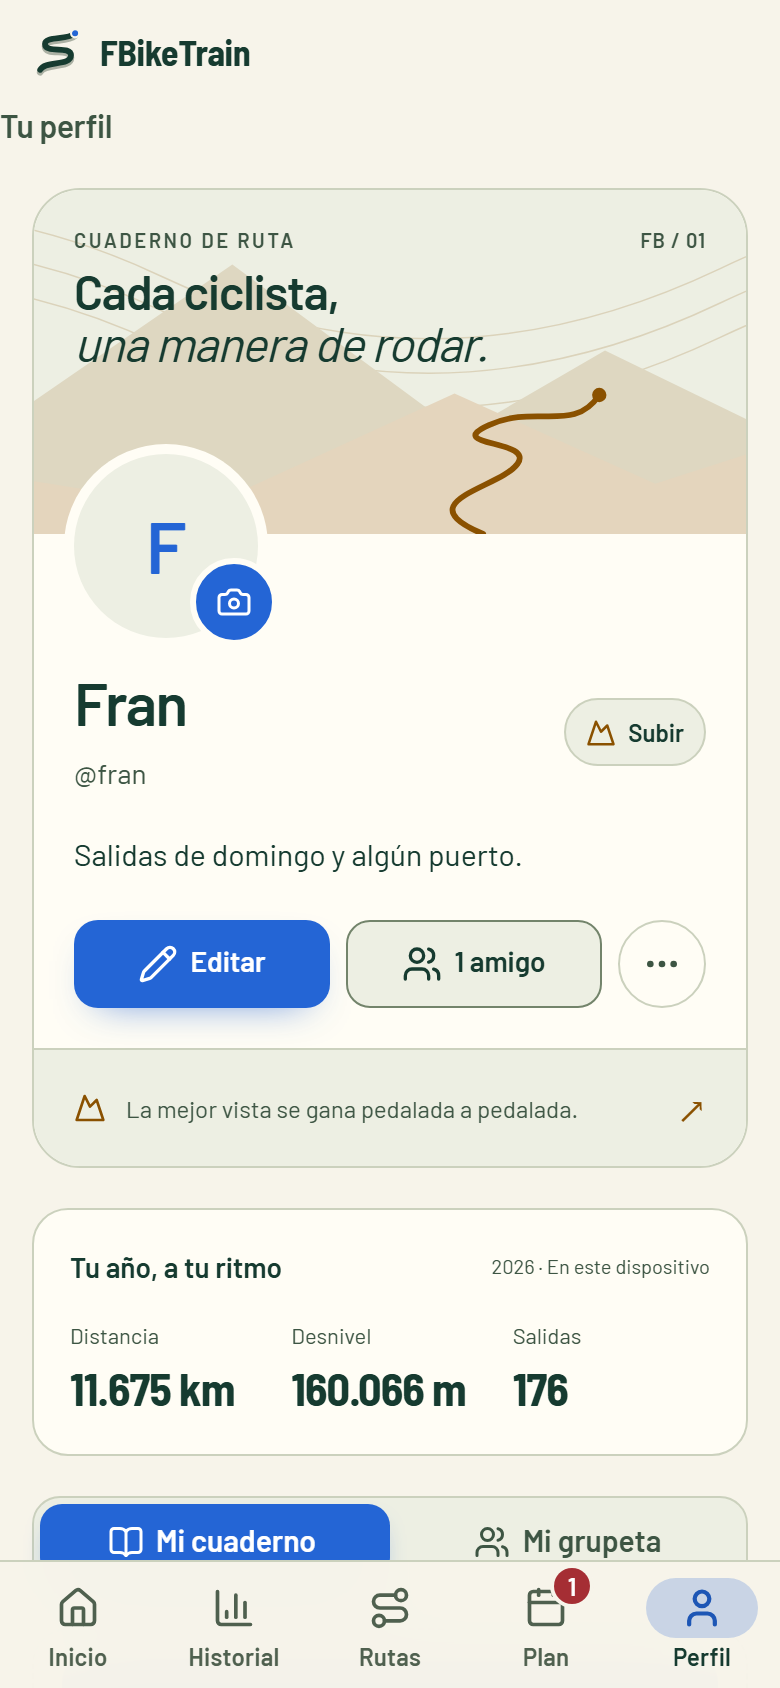 FBikeTrain
Tu perfil
CUADERNO DE RUTA
FB / 01
Cada ciclista,
una manera de rodar.
F
Fran
Subir
@fran
Salidas de domingo y algún puerto.
Editar
1 amigo
La mejor vista se gana pedalada a pedalada.
Tu año, a tu ritmo
2026 · En este dispositivo
Distancia
Desnivel
Salidas
11.675 km
160.066 m
176
Mi cuaderno
Mi grupeta
1
Inicio
Historial
Rutas
Plan
Perfil